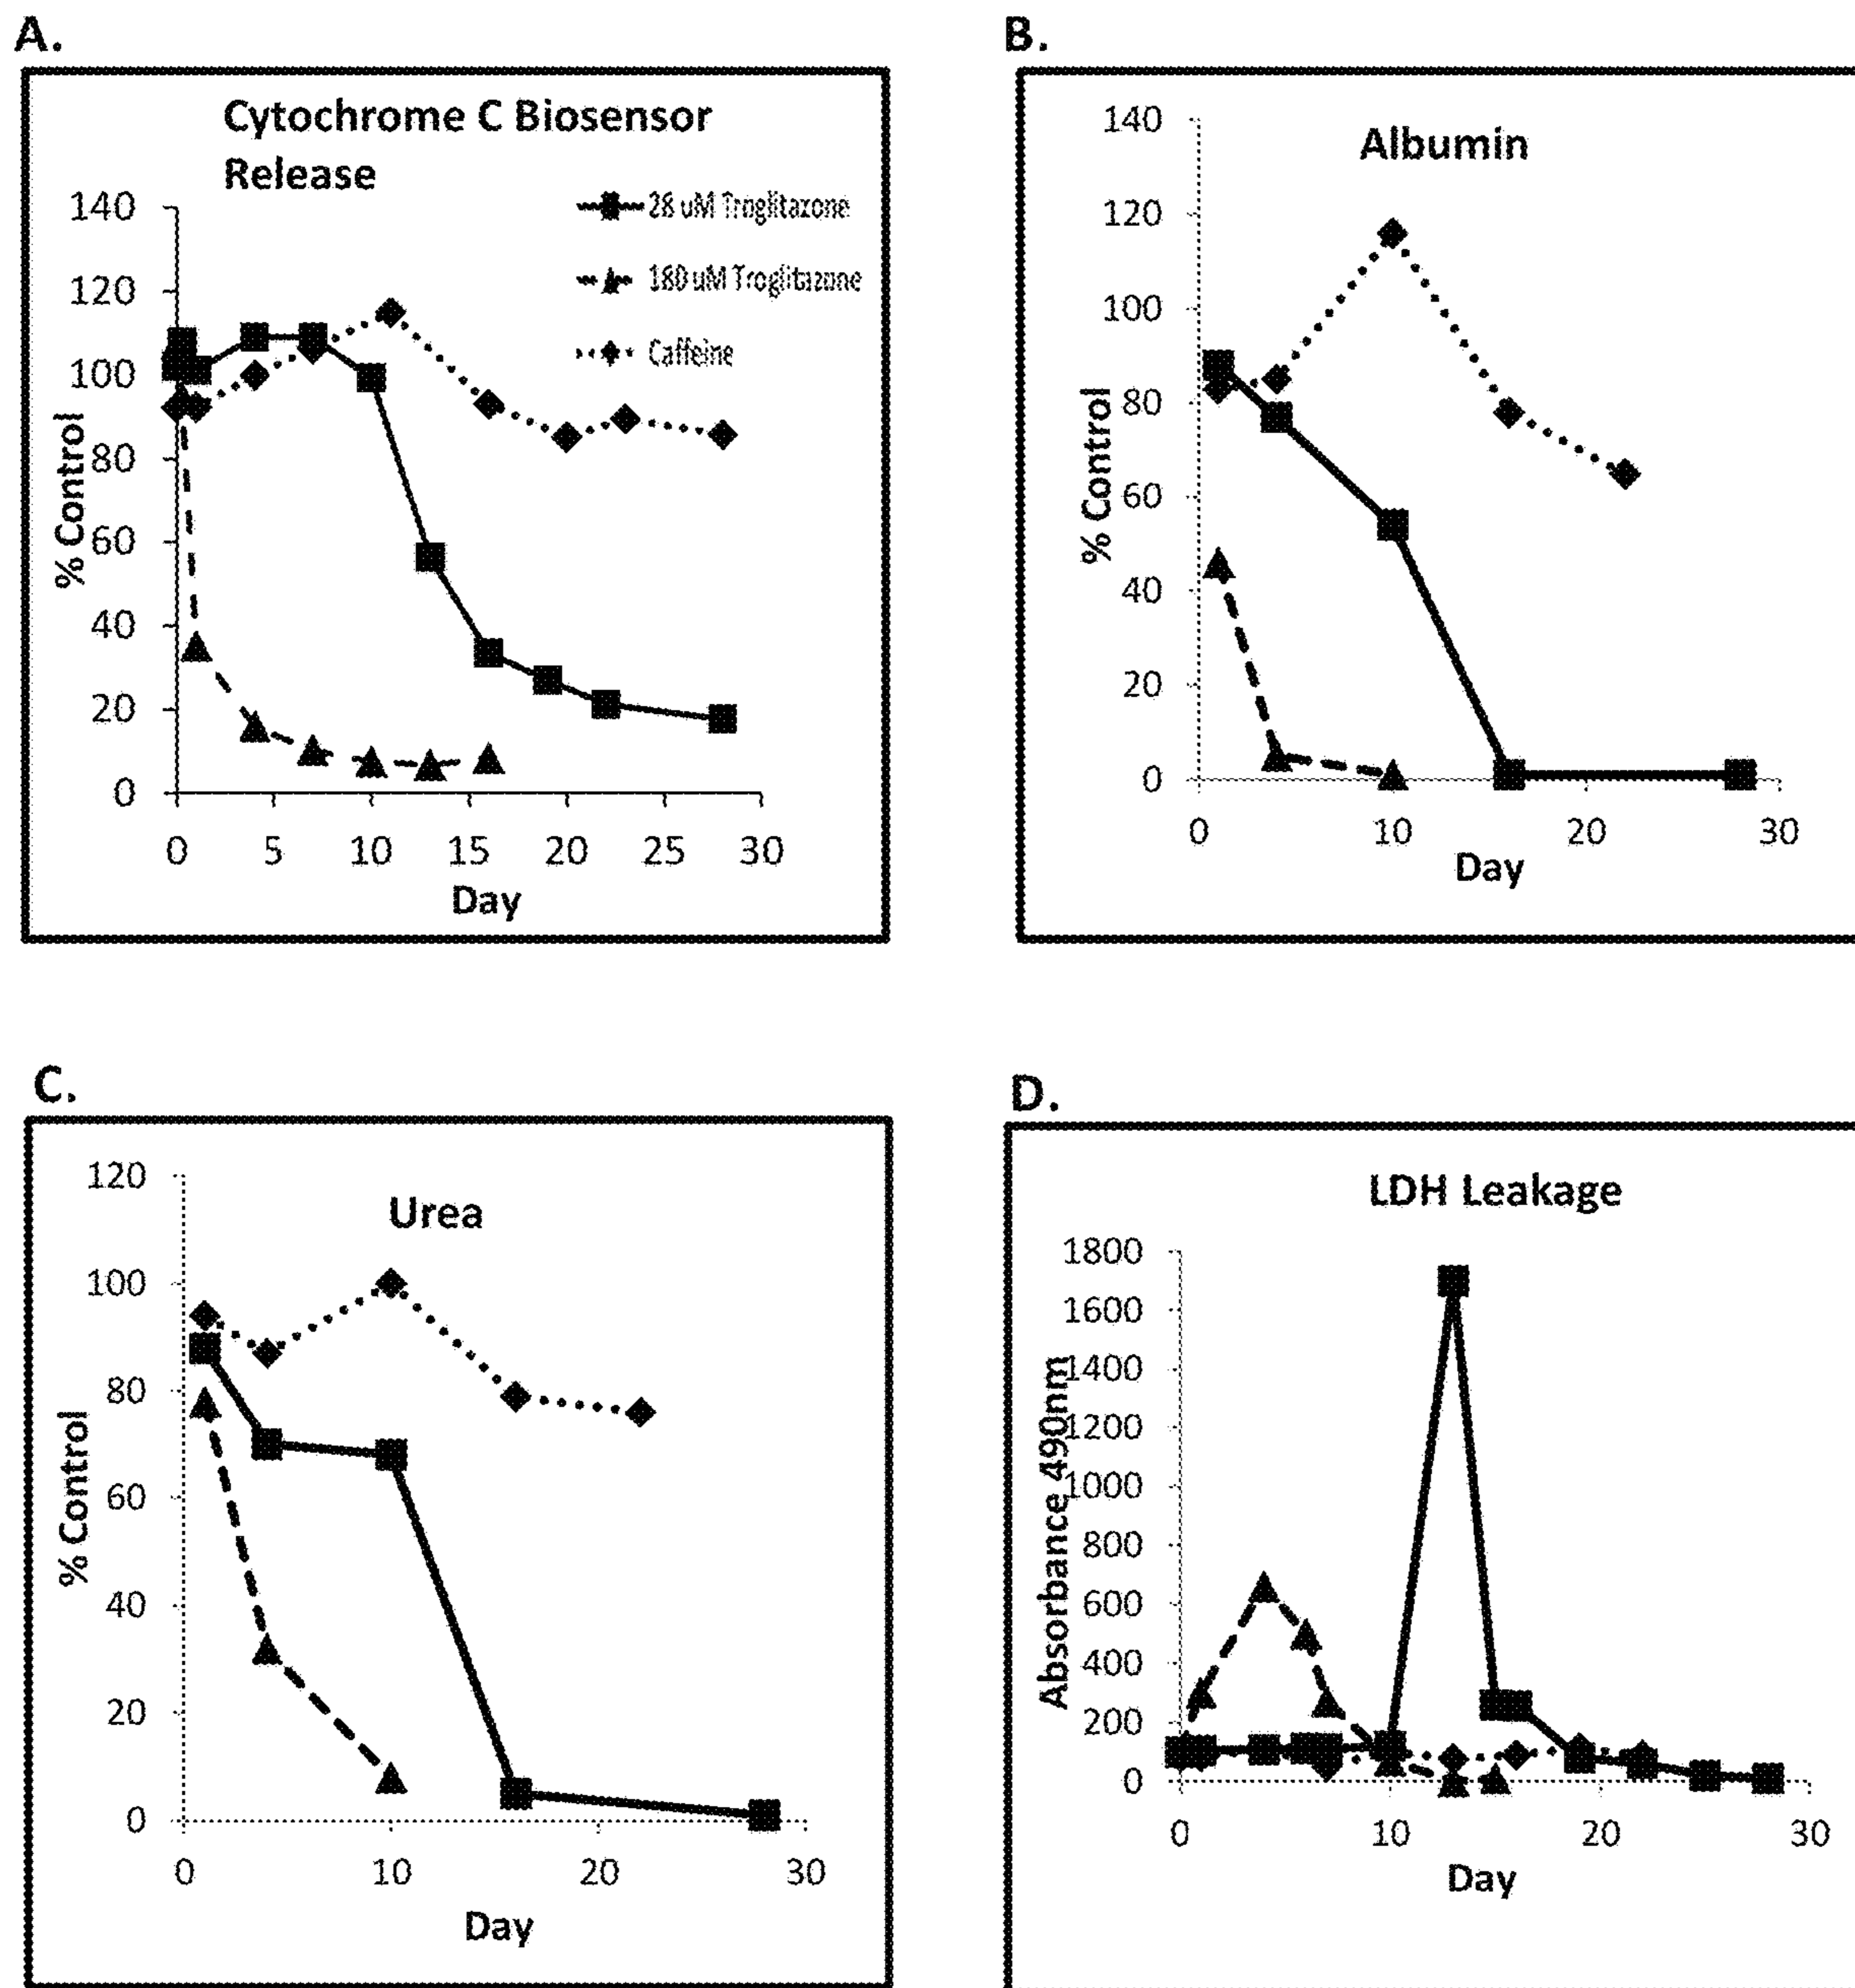 A.
Cytochrome C Biosensor
Release
28 uM Troglitazone
180 uM Troglitazone
Caffeine
140
120
100
80
60
40
20
0
% Control
0 5 10 15 20 25 30
Day
B.
Albumin
140
120
100
80
60
40
20
0
% Control
0 10 20 30
Day
C.
Urea
120
100
80
60
40
20
0
% Control
0 10 20 30
Day
D.
LDH Leakage
1800
1600
1400
1200
1000
800
600
400
200
0
Absorbance 490nm
0 10 20 30
Day